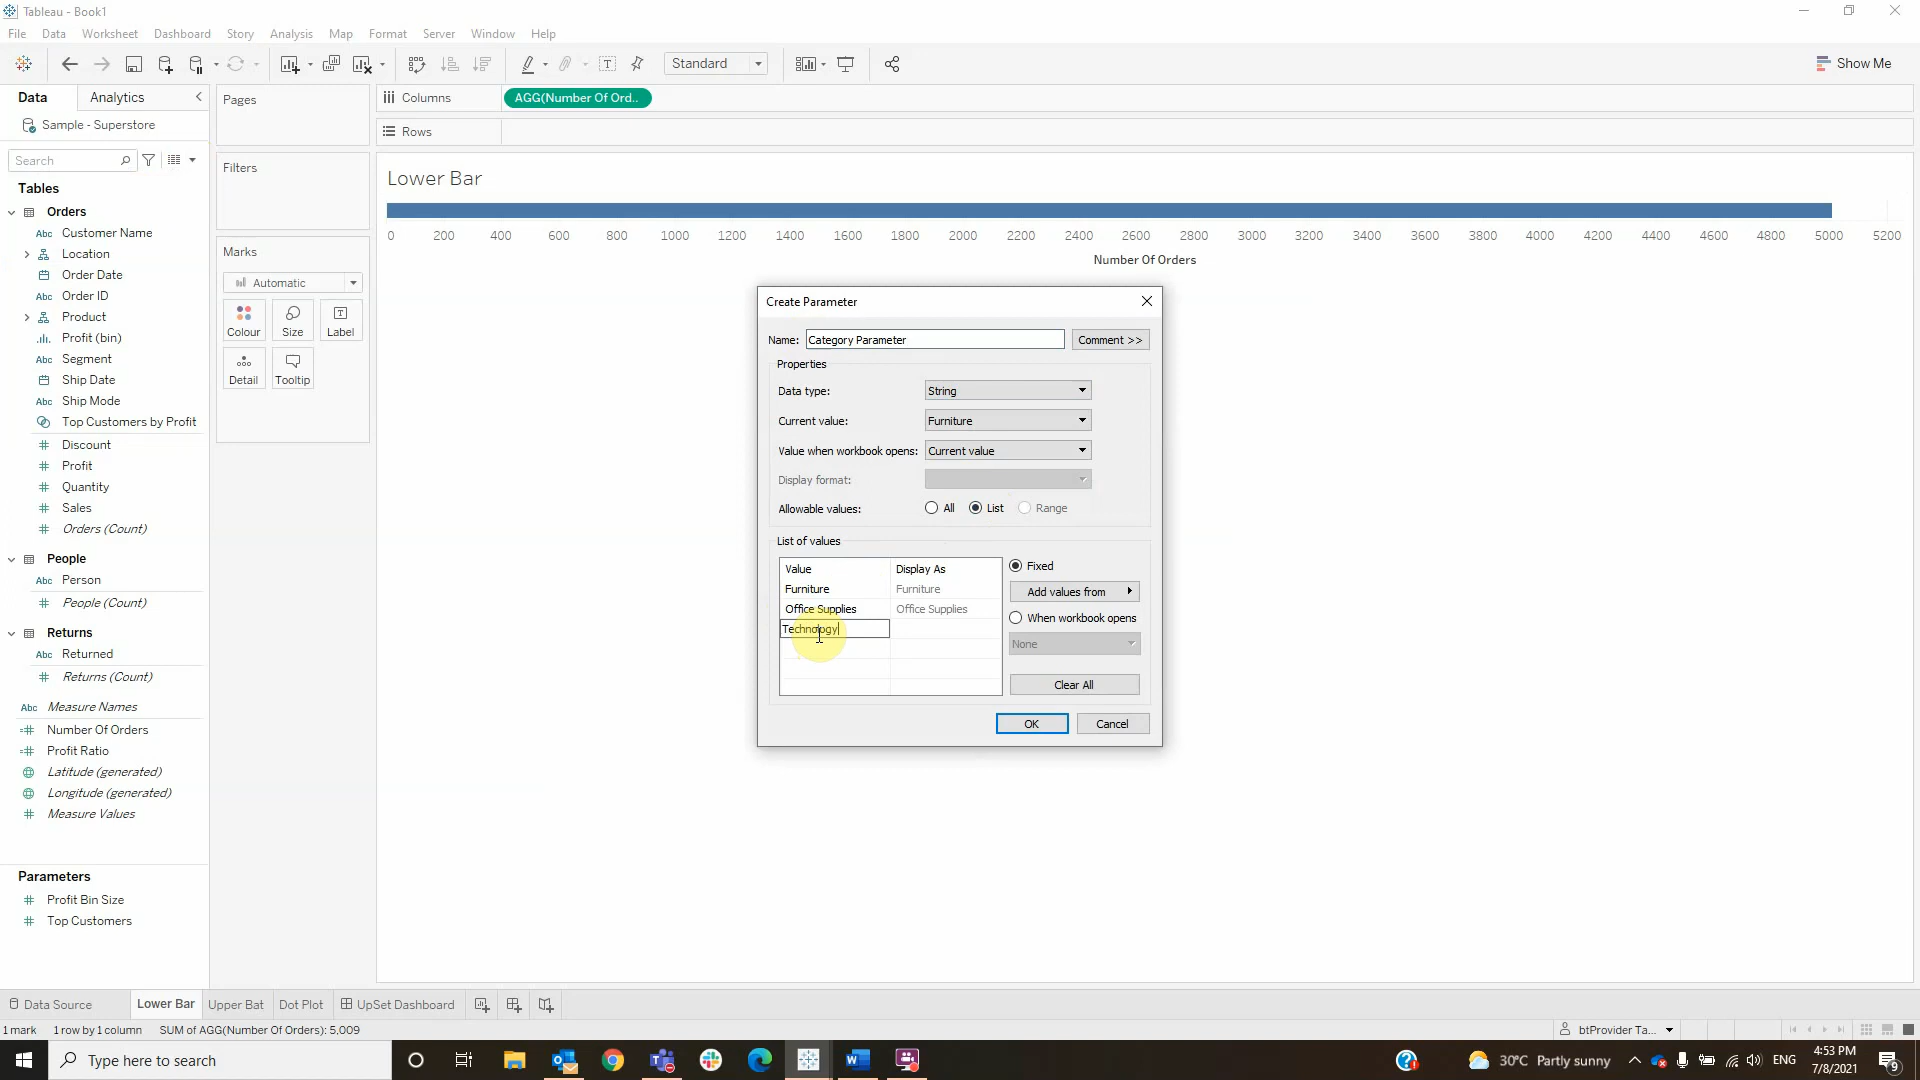 Tableau - Book1
File Data Worksheet Dashboard Story Analysis Map Format Server Window Help
Standard
Show Me
Data Analytics
Sample - Superstore
Search
Tables
Orders
Abc Customer Name
Location
Order Date
Abc Order ID
Product
Profit (bin)
Abc Segment
Ship Date
Abc Ship Mode
Top Customers by Profit
Discount
Profit
Quantity
Sales
Orders (Count)
People
Abc Person
People (Count)
Returns
Abc Returned
Returns (Count)
Abc Measure Names
Number Of Orders
Profit Ratio
Latitude (generated)
Longitude (generated)
Measure Values
Parameters
Profit Bin Size
Top Customers
Pages
Filters
Marks
Automatic
Colour Size Label
Detail Tooltip
Columns AGG(Number Of Ord..
Rows
Lower Bar
0 200 400 600 800 1000 1200 1400 1600 1800 2000 2200 2400 2600 2800 3000 3200 3400 3600 3800 4000 4200 4400 4600 4800 5000 5200
Number Of Orders
Create Parameter
Name: Category Parameter Comment >>
Properties
Data type: String
Current value: Furniture
Value when workbook opens: Current value
Display format:
Allowable values: All List Range
List of values
Value Display As
Furniture Furniture
Office Supplies Office Supplies
Technology
Fixed
Add values from
When workbook opens
None
Clear All
OK Cancel
Data Source Lower Bar Upper Bat Dot Plot UpSet Dashboard
1 mark 1 row by 1 column SUM of AGG(Number Of Orders): 5,009
btProvider Ta...
Type here to search
30°C Partly sunny
ENG
4:53 PM
7/8/2021
9